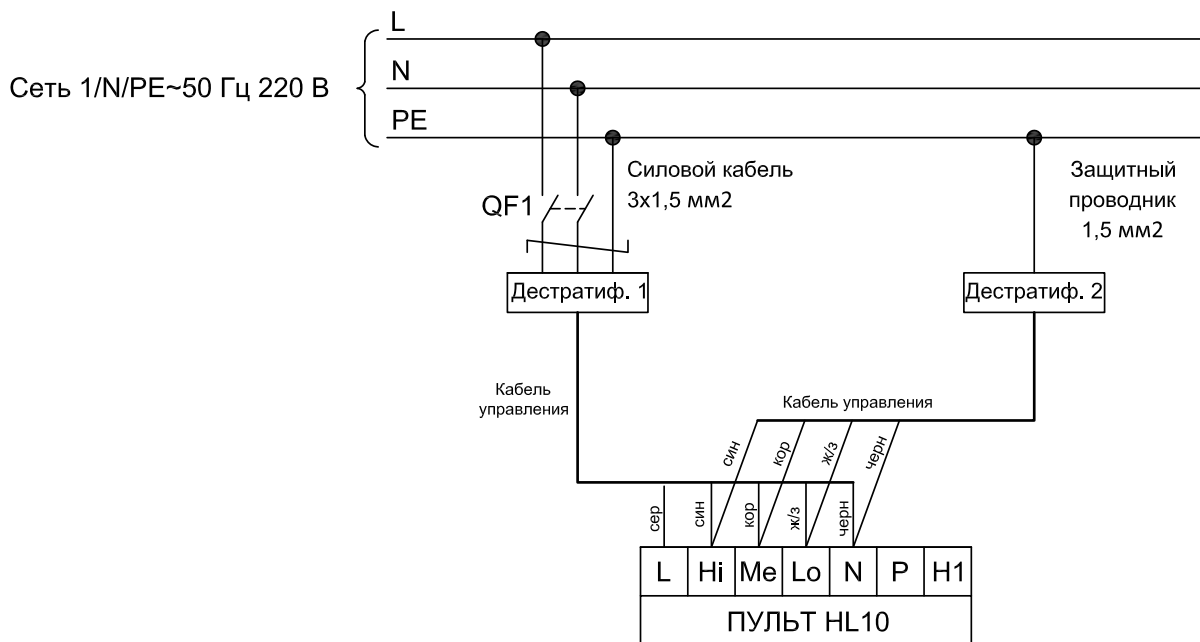 L
Сеть 1/N/PE~50 Гц 220 В
N
PE
Силовой кабель
3х1,5 мм2
Защитный
проводник
1,5 мм2
QF1
Дестратиф. 1
Дестратиф. 2
Кабель
управления
Кабель управления
син
кор
ж/з
черн
сер
син
кор
ж/з
черн
L Hi Me Lo N P H1
ПУЛЬТ HL10